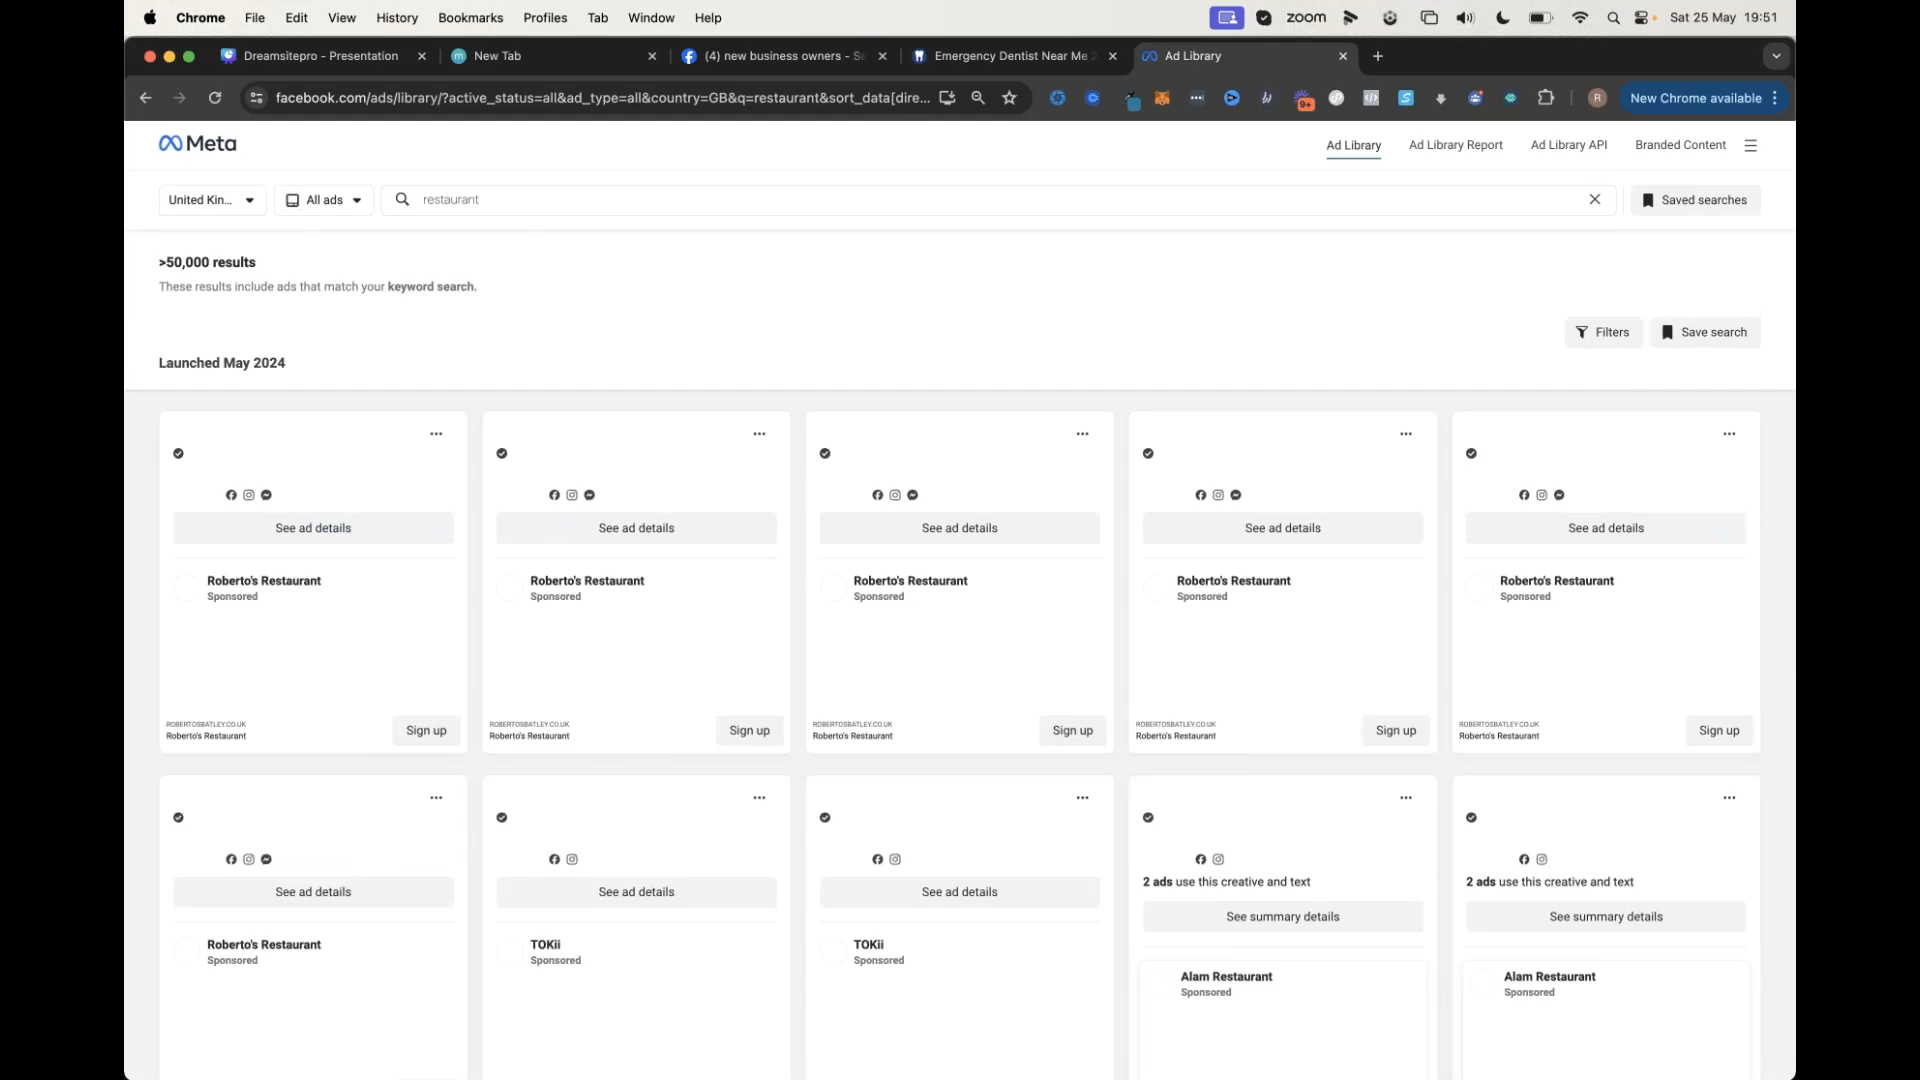 Chrome File Edit View History Bookmarks Profiles Tab Window Help zoom Sat 25 May 19:51
Dreamsitepro - Presentation New Tab (4) new business owners - Se Emergency Dentist Near Me Ad Library
facebook.com/ads/library/?active_status=all&ad_type=all&country=GB&q=restaurant&sort_data[dire... 9+ R New Chrome available
Meta Ad Library Ad Library Report Ad Library API Branded Content
United Kin... All ads restaurant Saved searches
>50,000 results
These results include ads that match your keyword search.
Filters Save search
Launched May 2024
See ad details See ad details See ad details See ad details See ad details
Roberto's Restaurant Roberto's Restaurant Roberto's Restaurant Roberto's Restaurant Roberto's Restaurant
Sponsored Sponsored Sponsored Sponsored Sponsored
ROBERTOSBATLEY.CO.UK ROBERTOSBATLEY.CO.UK ROBERTOSBATLEY.CO.UK ROBERTOSBATLEY.CO.UK ROBERTOSBATLEY.CO.UK
Roberto's Restaurant Sign up Roberto's Restaurant Sign up Roberto's Restaurant Sign up Roberto's Restaurant Sign up Roberto's Restaurant Sign up
2 ads use this creative and text 2 ads use this creative and text
See ad details See ad details See ad details See summary details See summary details
Roberto's Restaurant TOKii TOKii Alam Restaurant Alam Restaurant
Sponsored Sponsored Sponsored Sponsored Sponsored